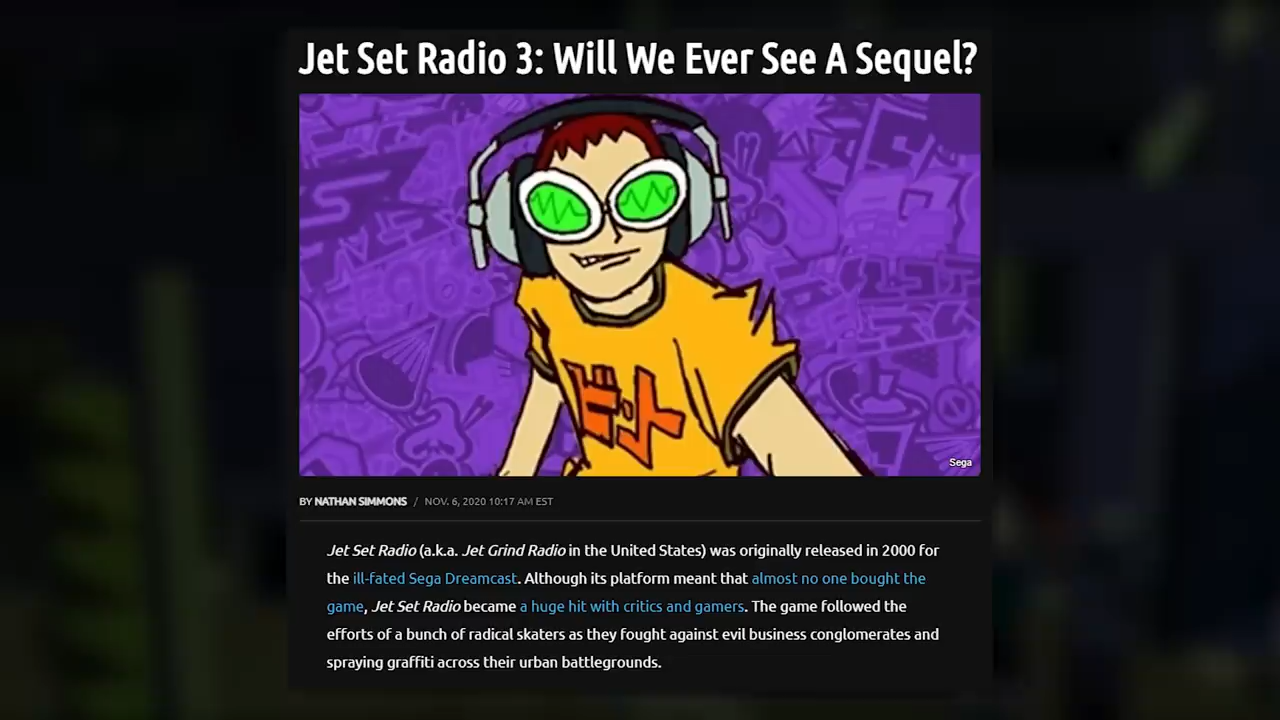 Jet Set Radio 3: Will We Ever See A Sequel?
ビート
Sega
BY NATHAN SIMMONS / NOV. 6, 2020 10:17 AM EST
Jet Set Radio (a.k.a. Jet Grind Radio in the United States) was originally released in 2000 for
the ill-fated Sega Dreamcast. Although its platform meant that almost no one bought the
game, Jet Set Radio became a huge hit with critics and gamers. The game followed the
efforts of a bunch of radical skaters as they fought against evil business conglomerates and
spraying graffiti across their urban battlegrounds.